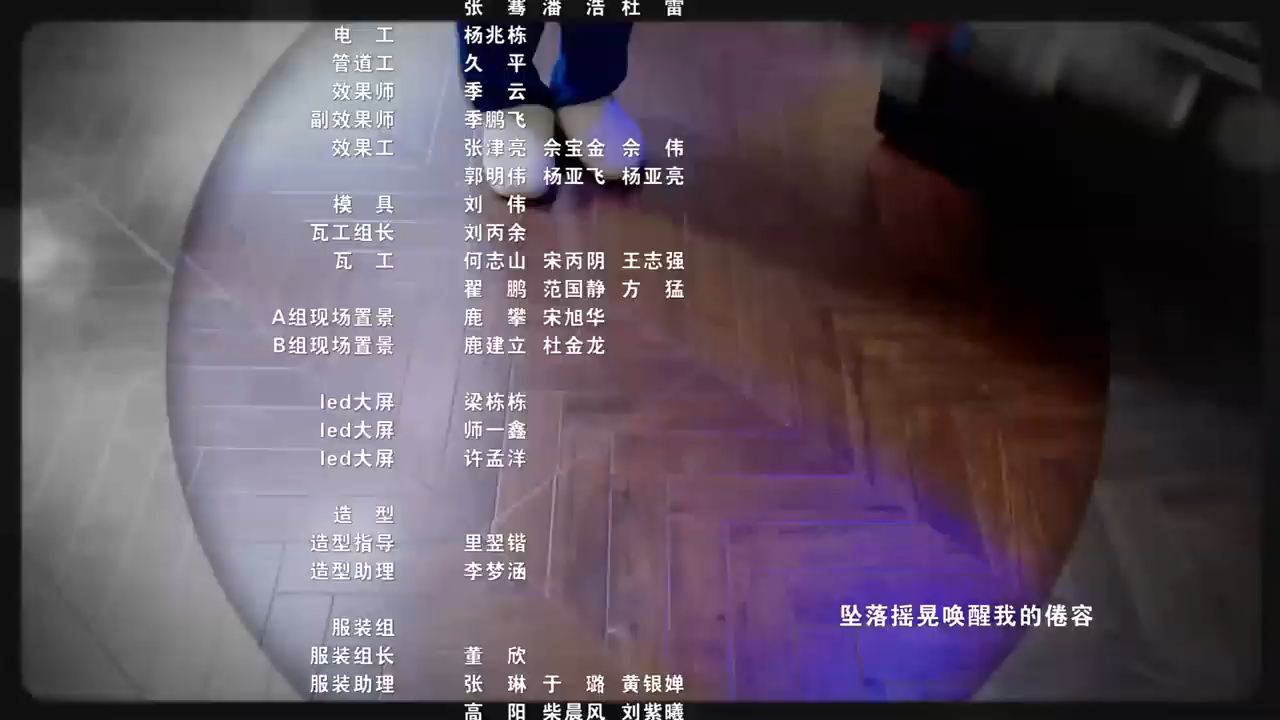 张　骞 潘　浩 杜　雷
电　工 杨兆栋
管道工 久　平
效果师 季　云
副效果师 季鹏飞
效果工 张津亮 佘宝金 佘　伟
郭明伟 杨亚飞 杨亚亮
模　具 刘　伟
瓦工组长 刘丙余
瓦　工 何志山 宋丙阴 王志强
翟　鹏 范国静 方　猛
A组现场置景 鹿　攀 宋旭华
B组现场置景 鹿建立 杜金龙
led大屏 梁栋栋
led大屏 师一鑫
led大屏 许孟洋
造　型
造型指导 里翌锴
造型助理 李梦涵
坠落摇晃唤醒我的倦容
服装组
服装组长 董　欣
服装助理 张　琳 于　璐 黄银婵
高　阳 柴晨风 刘紫曦